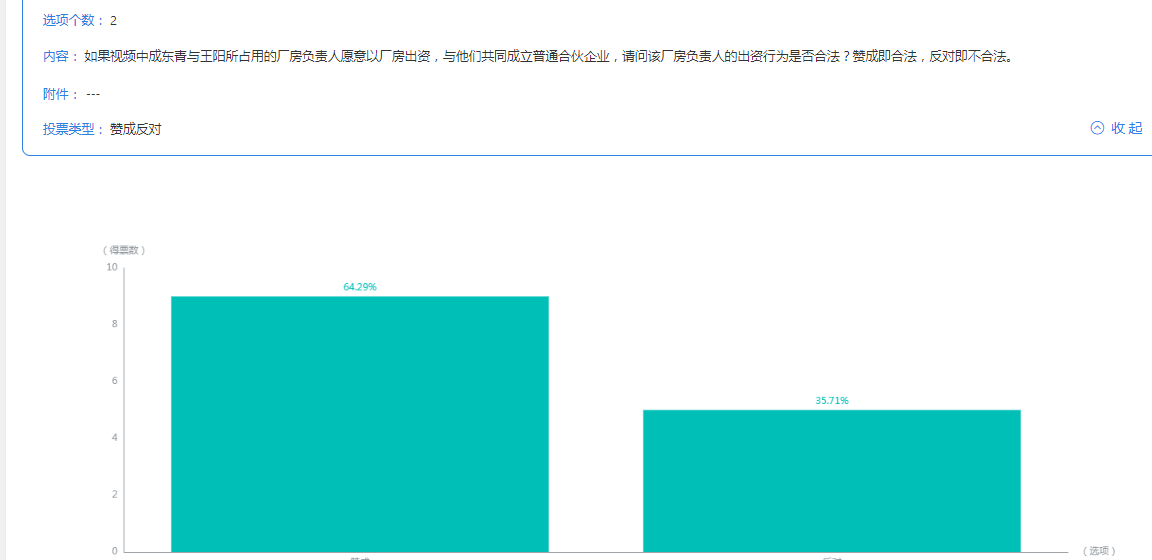 选项个数： 2
内容： 如果视频中成东青与王阳所占用的厂房负责人愿意以厂房出资，与他们共同成立普通合伙企业，请问该厂房负责人的出资行为是否合法？赞成即合法，反对即不合法。
附件： ---
投票类型： 赞成反对
收起
（得票数）
10
64.29%
8
6
35.71%
4
2
0
（选项）